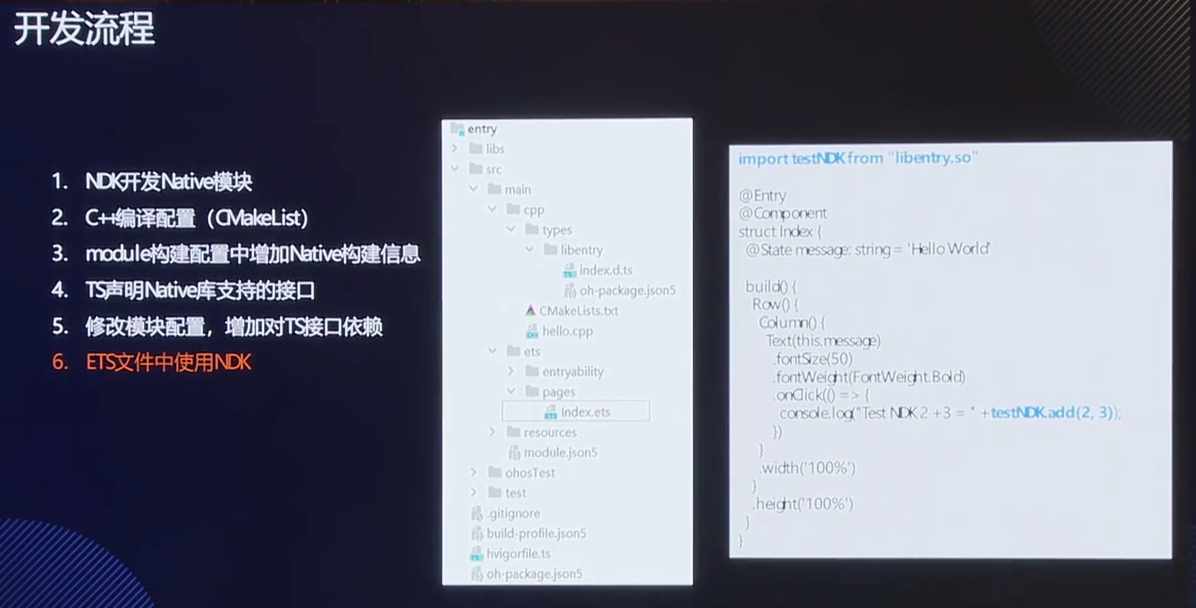 开发流程
1. NDK开发Native模块
2. C++编译配置（CMakeList）
3. module构建配置中增加Native构建信息
4. TS声明Native库支持的接口
5. 修改模块配置，增加对TS接口依赖
6. ETS文件中使用NDK
entry
libs
src
main
cpp
types
libentry
index.d.ts
oh-package.json5
CMakeLists.txt
hello.cpp
ets
entryability
pages
Index.ets
resources
module.json5
ohosTest
test
.gitignore
build-profile.json5
hvigorfile.ts
oh-package.json5
import testNDK from "libentry.so"
@Entry
@Component
struct Index {
@State message: string = 'Hello World'
build() {
Row() {
Column() {
Text(this.message)
.fontSize(50)
.fontWeight(FontWeight.Bold)
.onClick(() => {
console.log("Test NDK 2 + 3 = " + testNDK.add(2, 3));
})
}
.width('100%')
}
.height('100%')
}
}